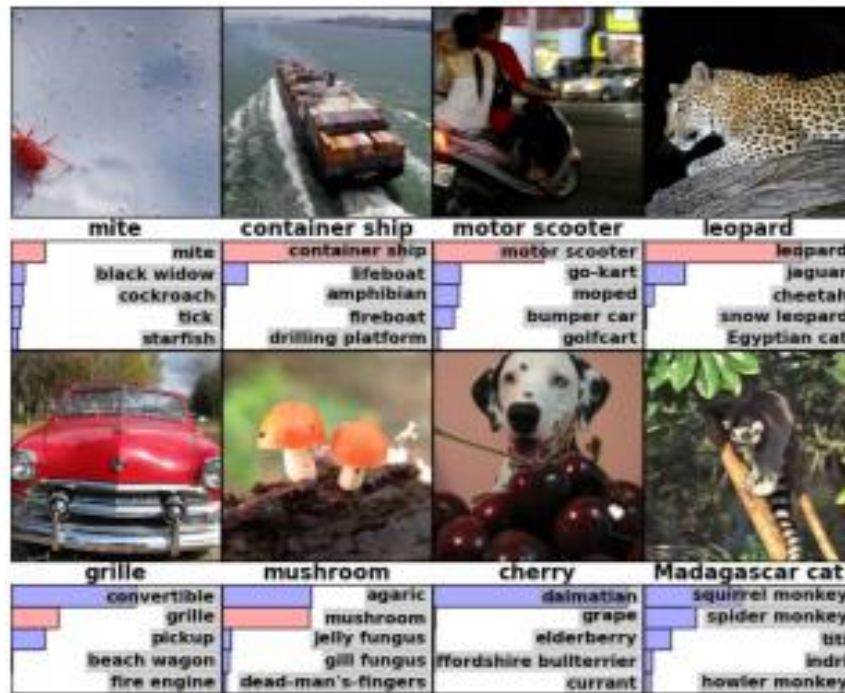 mite
container ship
motor scooter
leopard
mite
black widow
cockroach
tick
starfish
container ship
lifeboat
amphibian
fireboat
drilling platform
motor scooter
go-kart
moped
bumper car
golfcart
leopard
jaguar
cheetah
snow leopard
Egyptian cat
grille
mushroom
cherry
Madagascar cat
convertible
grille
pickup
beach wagon
fire engine
agaric
mushroom
jelly fungus
gill fungus
dead-man's-fingers
dalmatian
grape
elderberry
ffordshire bullterrier
currant
squirrel monkey
spider monkey
titi
indri
howler monkey